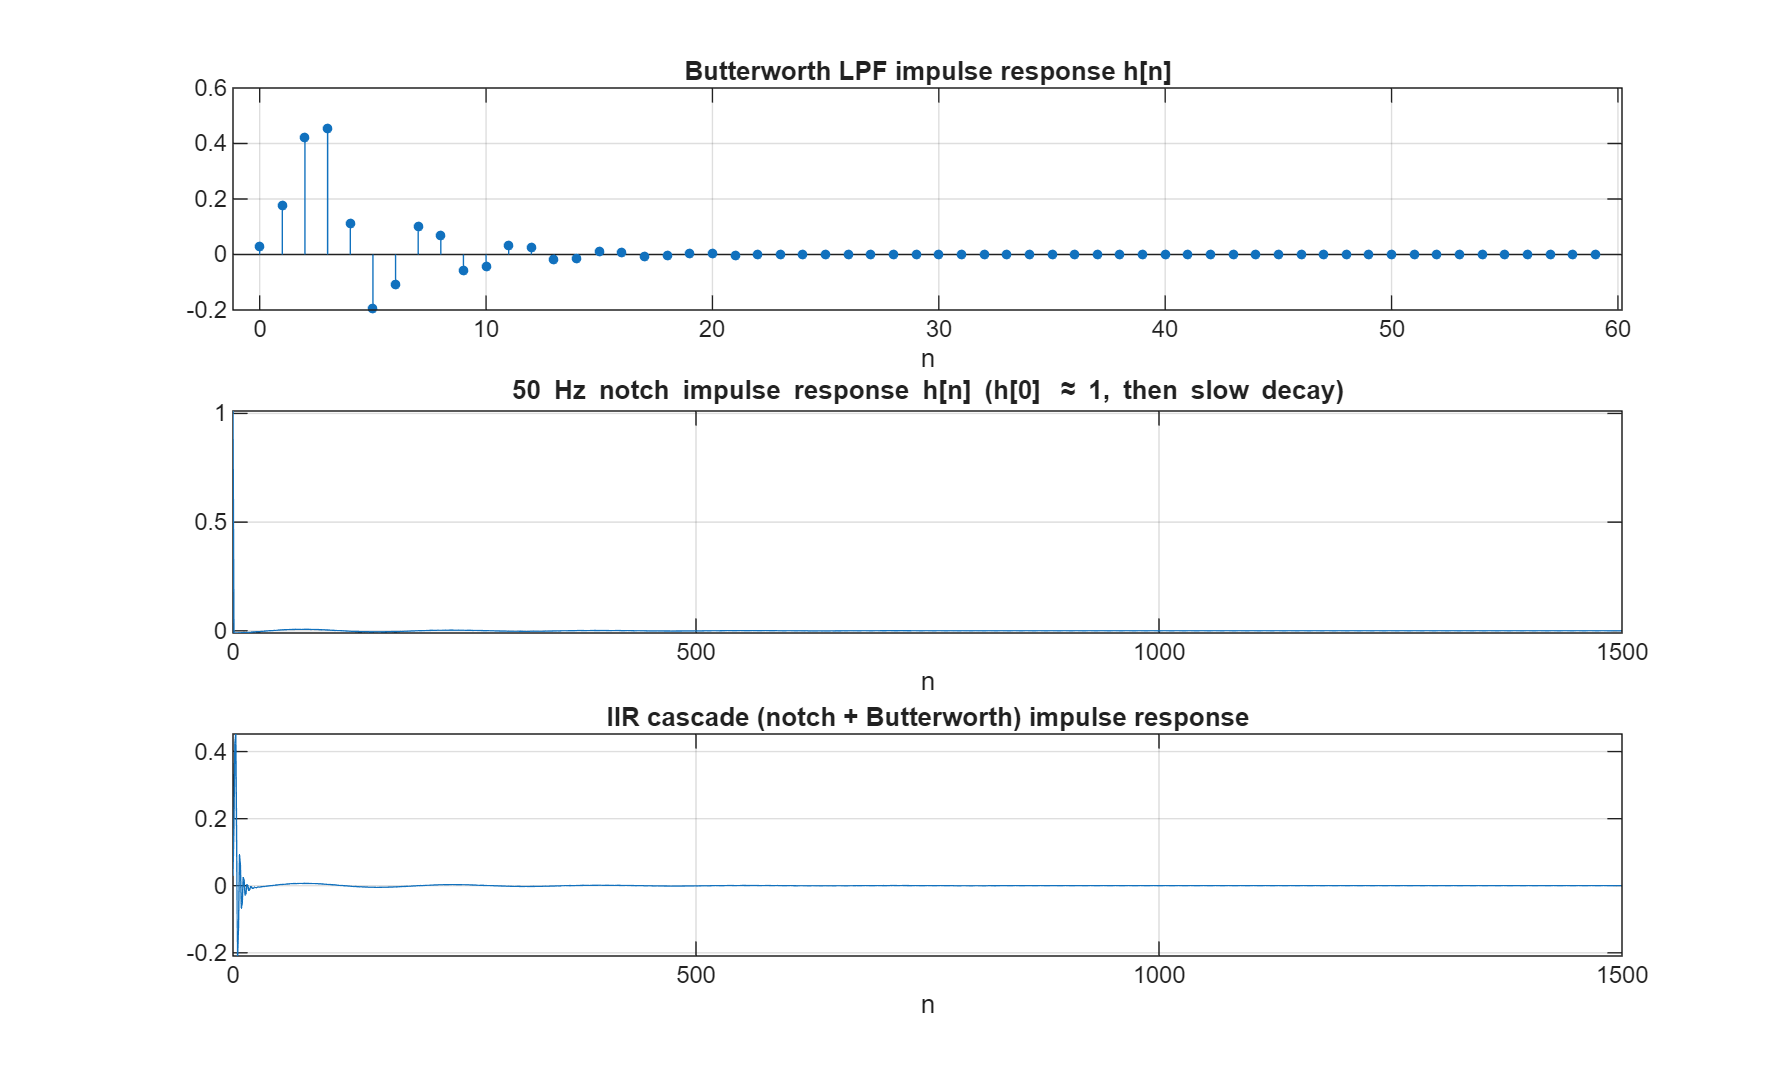 Butterworth LPF impulse response h[n]
0.6
0.4
0.2
0
-0.2
0 10 20 30 40 50 60
n
50 Hz notch impulse response h[n] (h[0] ≈ 1, then slow decay)
1
0.5
0
0 500 1000 1500
n
IIR cascade (notch + Butterworth) impulse response
0.4
0.2
0
-0.2
0 500 1000 1500
n